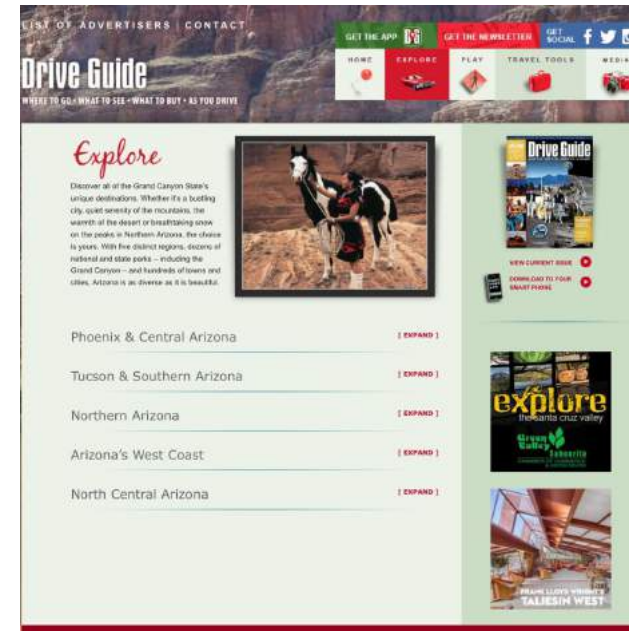 LIST OF ADVERTISERS | CONTACT
GET THE APP
GET THE NEWSLETTER
GET SOCIAL
Drive Guide
WHERE TO GO • WHAT TO SEE • WHAT TO BUY • AS YOU DRIVE
HOME
EXPLORE
PLAY
TRAVEL TOOLS
MEDIA
Explore
Discover all of the Grand Canyon State's
unique destinations. Whether it's a bustling
city, quiet serenity of the mountains, the
warmth of the desert or breathtaking snow
on the peaks in Northern Arizona, the choice
is yours. With five distinct regions, dozens of
national and state parks – including the
Grand Canyon – and hundreds of towns and
cities, Arizona is as diverse as it is beautiful.
Drive Guide
VIEW CURRENT ISSUE
DOWNLOAD TO YOUR
SMART PHONE
Phoenix & Central Arizona [ EXPAND ]
Tucson & Southern Arizona [ EXPAND ]
Northern Arizona [ EXPAND ]
Arizona's West Coast [ EXPAND ]
North Central Arizona [ EXPAND ]
explore
the santa cruz valley
Green
Valley
Sahuarita
CHAMBER OF COMMERCE
FRANK LLOYD WRIGHT'S
TALIESIN WEST